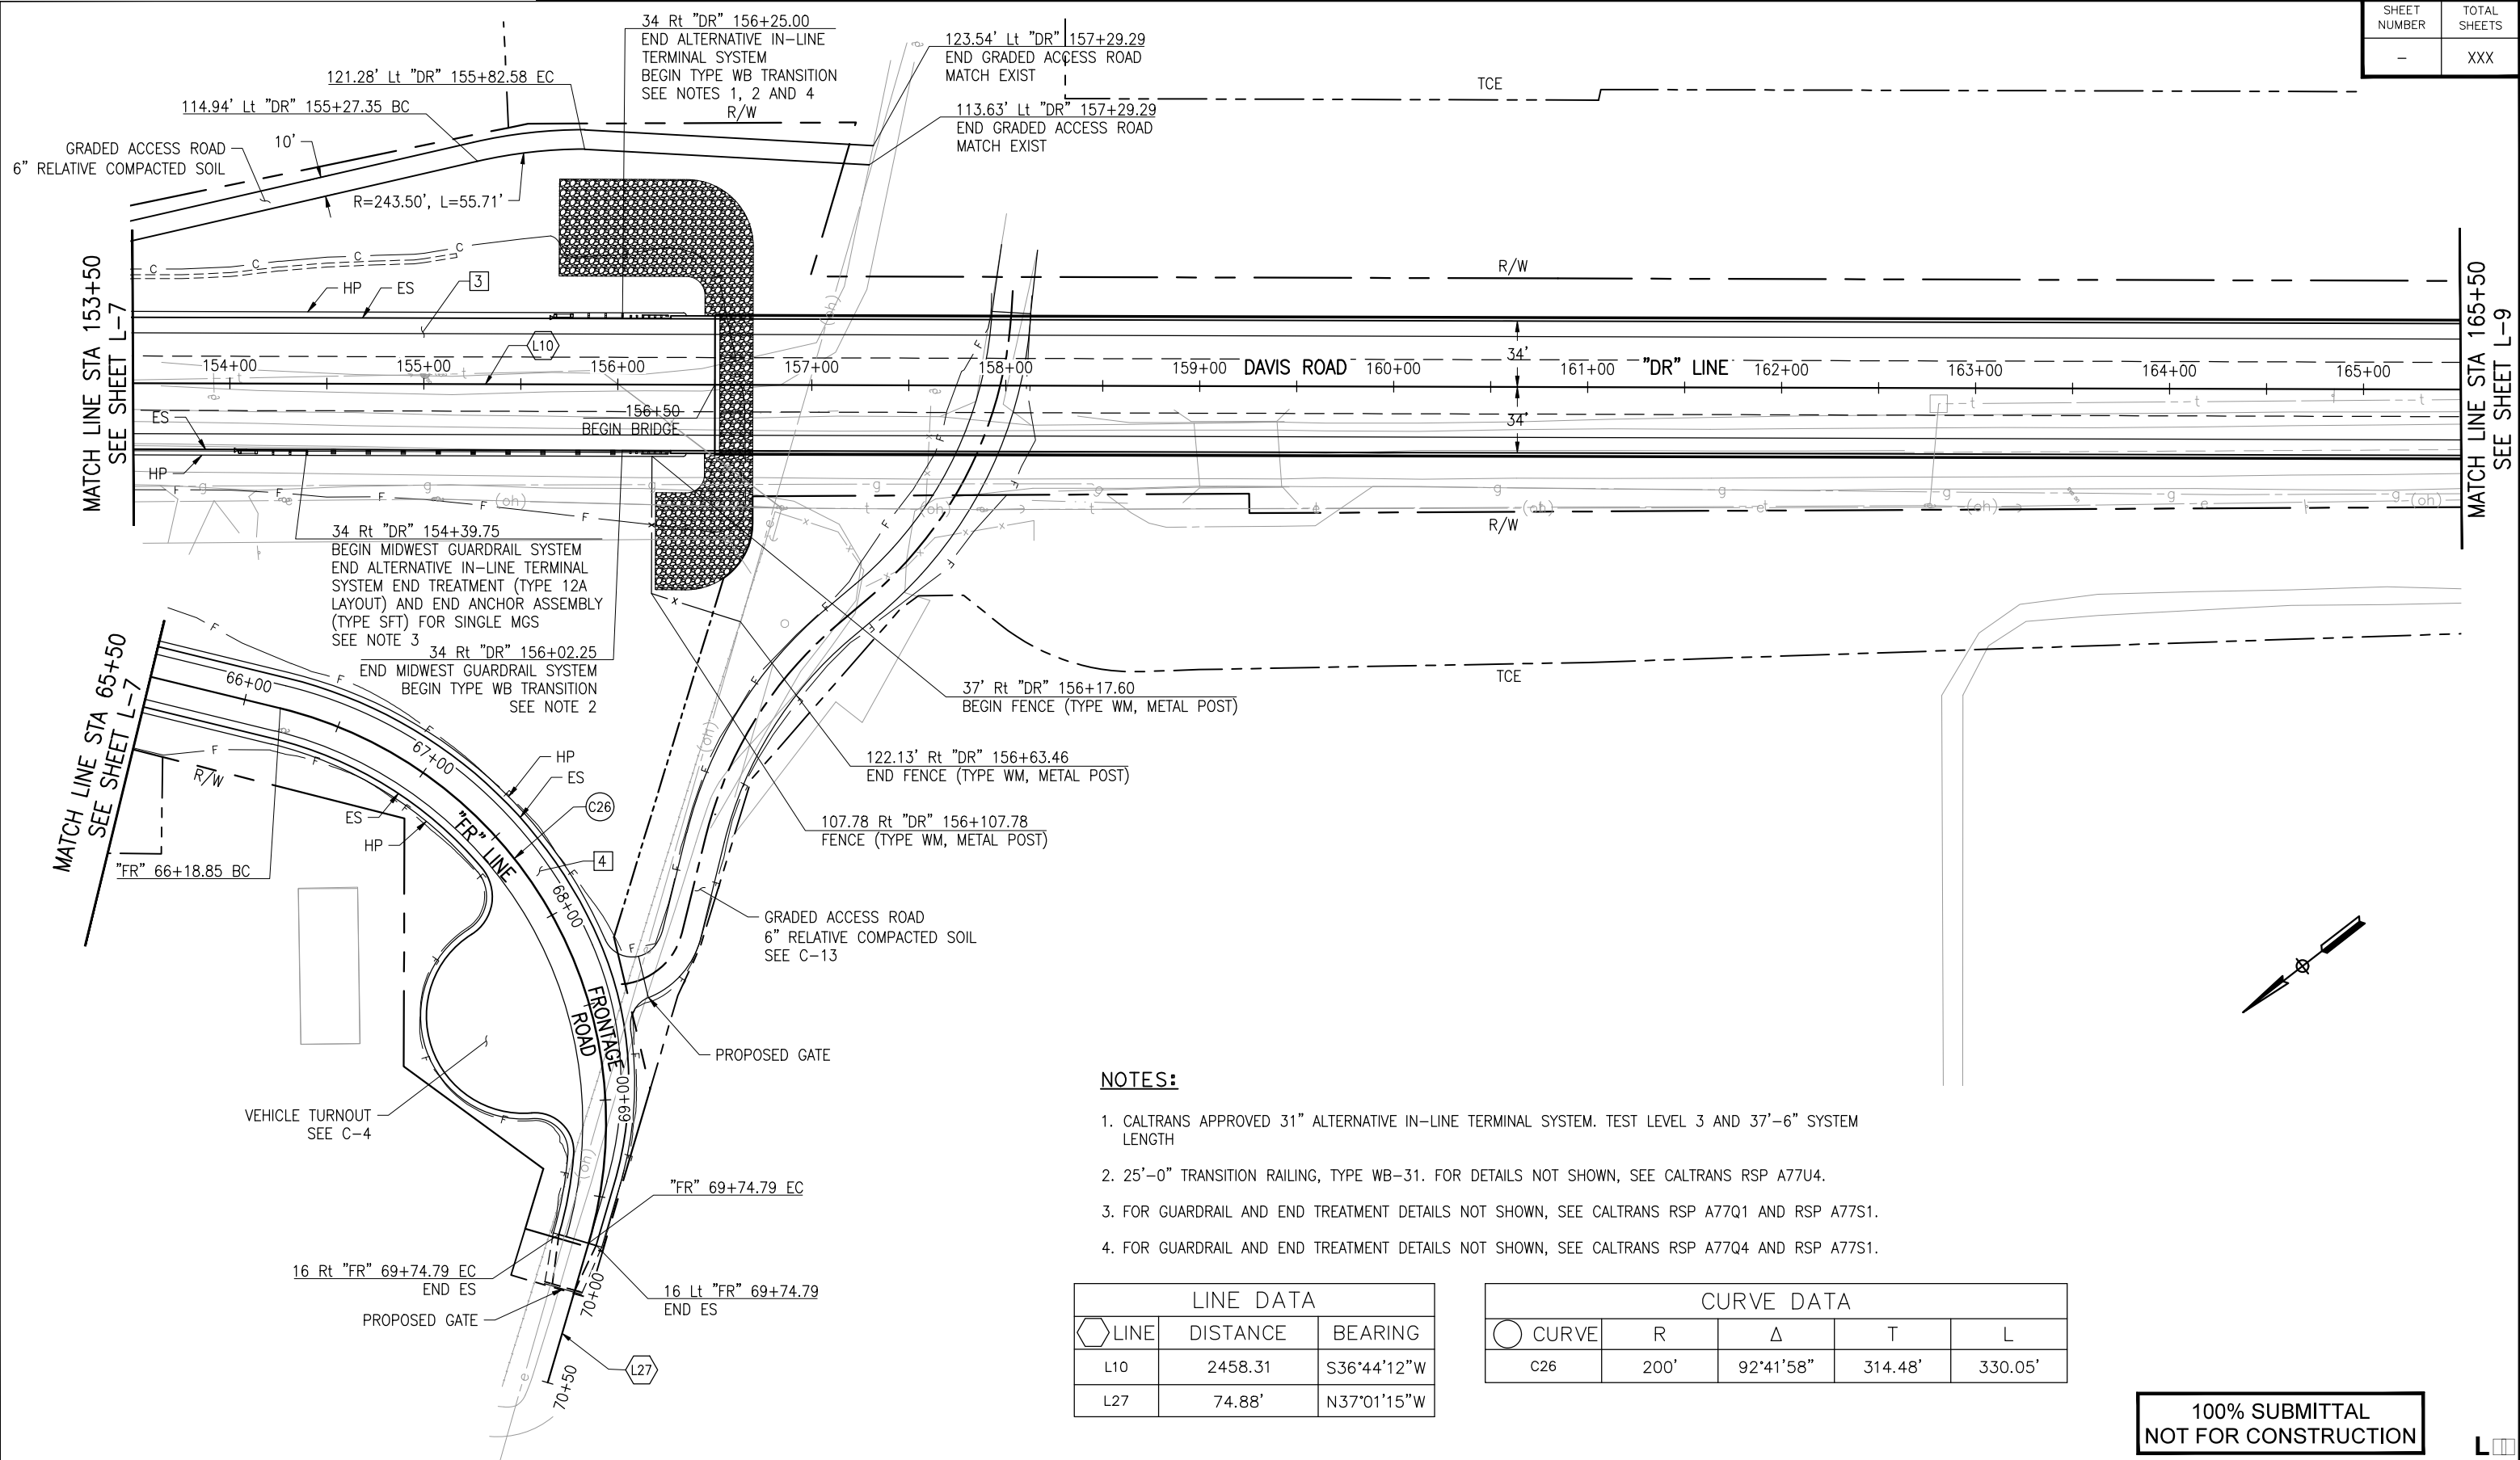 SHEET NUMBER
TOTAL SHEETS
–
XXX
34 Rt "DR" 156+25.00
END ALTERNATIVE IN-LINE
TERMINAL SYSTEM
BEGIN TYPE WB TRANSITION
SEE NOTES 1, 2 AND 4
R/W
123.54' Lt "DR" 157+29.29
END GRADED ACCESS ROAD
MATCH EXIST
113.63' Lt "DR" 157+29.29
END GRADED ACCESS ROAD
MATCH EXIST
TCE
121.28' Lt "DR" 155+82.58 EC
114.94' Lt "DR" 155+27.35 BC
10'
GRADED ACCESS ROAD
6" RELATIVE COMPACTED SOIL
R=243.50', L=55.71'
MATCH LINE STA 153+50
SEE SHEET L-7
C C C C
HP
ES
3
L10
R/W
154+00 155+00 156+00 157+00 158+00 159+00 DAVIS ROAD 160+00 161+00 "DR" LINE 162+00 163+00 164+00 165+00
34'
34'
156+50
BEGIN BRIDGE
ES
HP
R/W
MATCH LINE STA 165+50
SEE SHEET L-9
34 Rt "DR" 154+39.75
BEGIN MIDWEST GUARDRAIL SYSTEM
END ALTERNATIVE IN-LINE TERMINAL
SYSTEM END TREATMENT (TYPE 12A
LAYOUT) AND END ANCHOR ASSEMBLY
(TYPE SFT) FOR SINGLE MGS
SEE NOTE 3
34 Rt "DR" 156+02.25
END MIDWEST GUARDRAIL SYSTEM
BEGIN TYPE WB TRANSITION
SEE NOTE 2
TCE
37' Rt "DR" 156+17.60
BEGIN FENCE (TYPE WM, METAL POST)
122.13' Rt "DR" 156+63.46
END FENCE (TYPE WM, METAL POST)
107.78 Rt "DR" 156+107.78
FENCE (TYPE WM, METAL POST)
MATCH LINE STA 65+50
SEE SHEET L-7
66+00
67+00
68+00
69+00
70+00
70+50
R/W
HP
ES
C26
ES
HP
"FR" LINE
4
"FR" 66+18.85 BC
GRADED ACCESS ROAD
6" RELATIVE COMPACTED SOIL
SEE C-13
FRONTAGE
ROAD
PROPOSED GATE
VEHICLE TURNOUT
SEE C-4
"FR" 69+74.79 EC
16 Rt "FR" 69+74.79 EC
END ES
16 Lt "FR" 69+74.79
END ES
PROPOSED GATE
L27
NOTES:
1. CALTRANS APPROVED 31" ALTERNATIVE IN-LINE TERMINAL SYSTEM. TEST LEVEL 3 AND 37'-6" SYSTEM
LENGTH
2. 25'-0" TRANSITION RAILING, TYPE WB-31. FOR DETAILS NOT SHOWN, SEE CALTRANS RSP A77U4.
3. FOR GUARDRAIL AND END TREATMENT DETAILS NOT SHOWN, SEE CALTRANS RSP A77Q1 AND RSP A77S1.
4. FOR GUARDRAIL AND END TREATMENT DETAILS NOT SHOWN, SEE CALTRANS RSP A77Q4 AND RSP A77S1.
LINE DATA
LINE DISTANCE BEARING
L10 2458.31 S36°44'12"W
L27 74.88' N37°01'15"W
CURVE DATA
CURVE R Δ T L
C26 200' 92°41'58" 314.48' 330.05'
100% SUBMITTAL
NOT FOR CONSTRUCTION
L